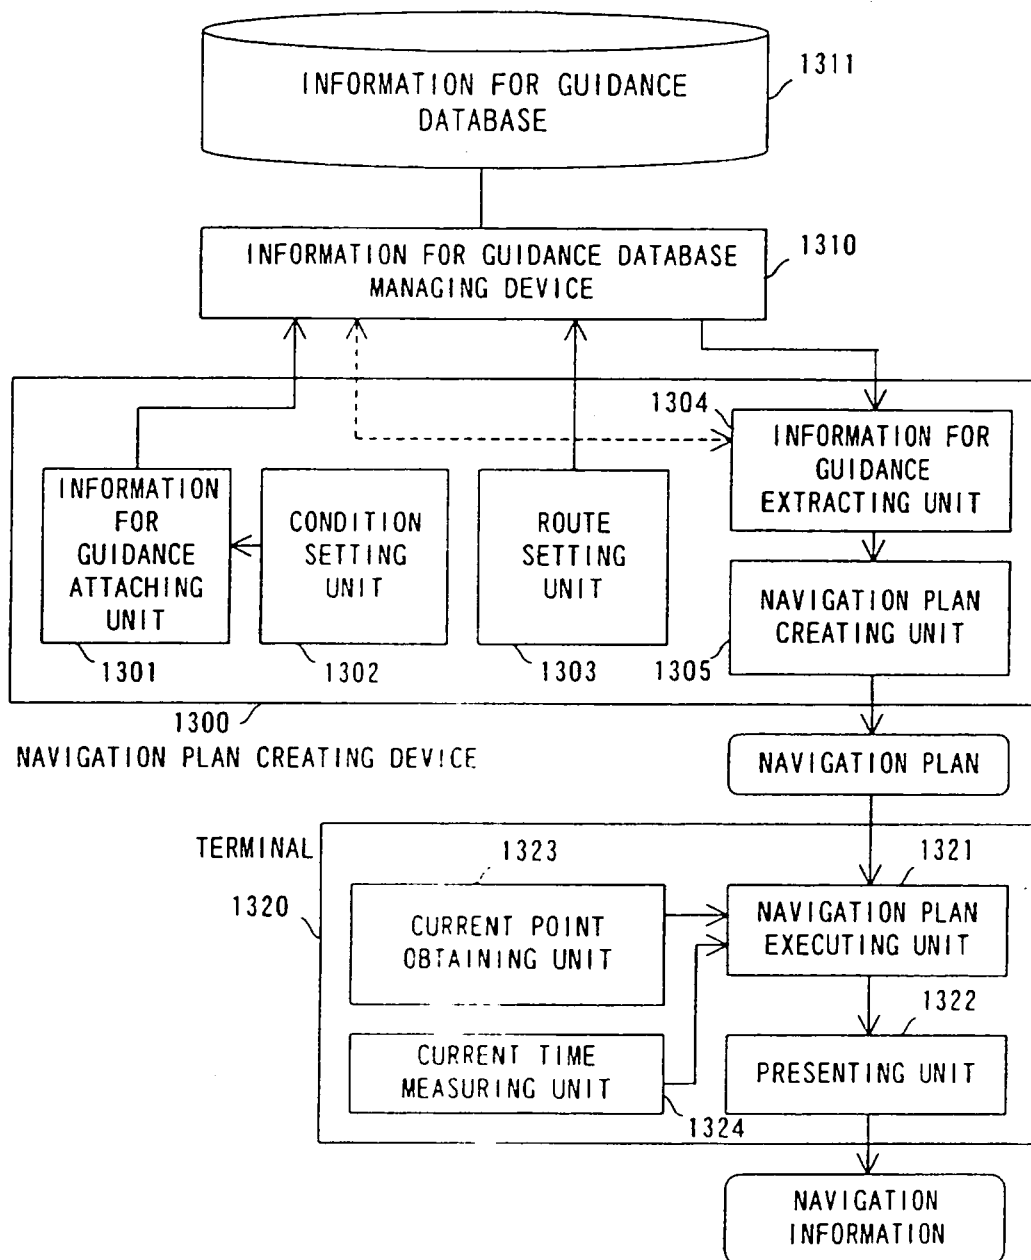 INFORMATION FOR GUIDANCE
DATABASE
1311
INFORMATION FOR GUIDANCE DATABASE
MANAGING DEVICE
1310
1304
INFORMATION FOR
GUIDANCE
EXTRACTING UNIT
INFORMATION
FOR
GUIDANCE
ATTACHING
UNIT
1301
CONDITION
SETTING
UNIT
1302
ROUTE
SETTING
UNIT
1303
NAVIGATION PLAN
CREATING UNIT
1305
1300
NAVIGATION PLAN CREATING DEVICE
NAVIGATION PLAN
TERMINAL
1320
1323
CURRENT POINT
OBTAINING UNIT
1321
NAVIGATION PLAN
EXECUTING UNIT
CURRENT TIME
MEASURING UNIT
1324
1322
PRESENTING UNIT
NAVIGATION
INFORMATION